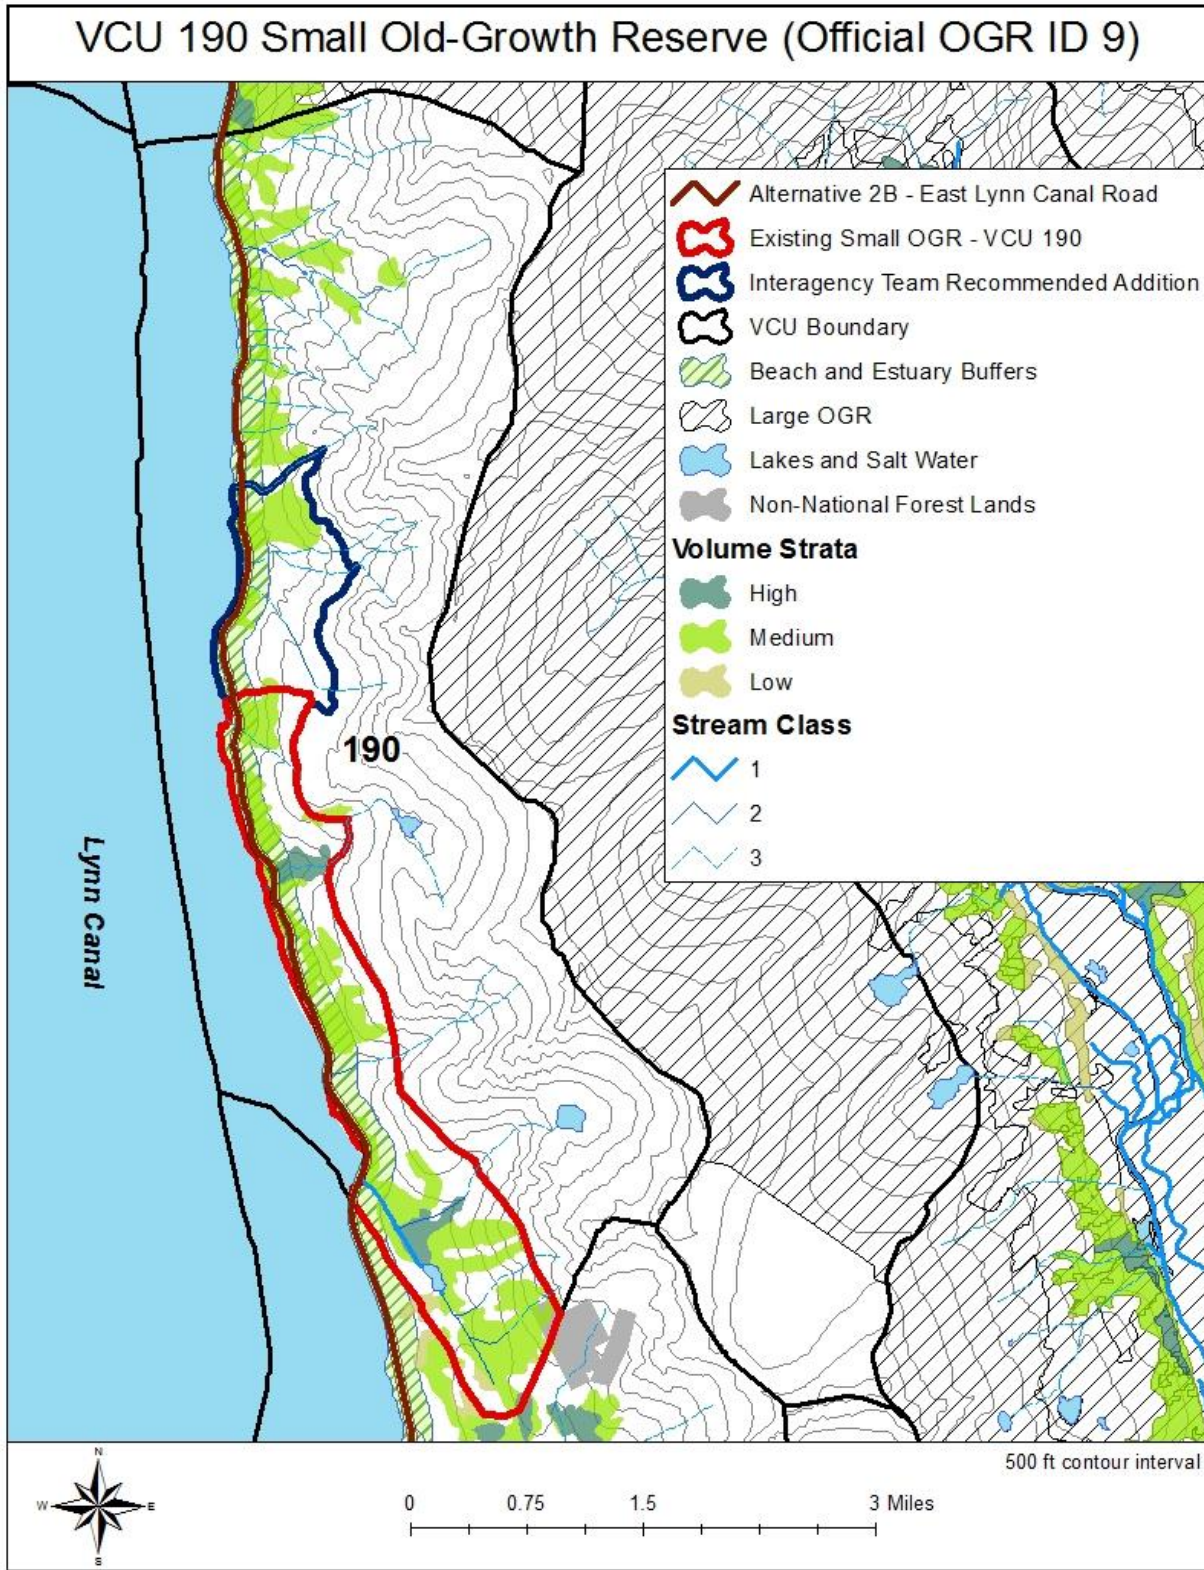 VCU 190 Small Old-Growth Reserve (Official OGR ID 9)
Alternative 2B - East Lynn Canal Road
Existing Small OGR - VCU 190
Interagency Team Recommended Addition
VCU Boundary
Beach and Estuary Buffers
Large OGR
Lakes and Salt Water
Non-National Forest Lands
Volume Strata
High
Medium
Low
Stream Class
1
2
3
190
Lynn Canal
500 ft contour interval
N
W E
S
0 0.75 1.5 3 Miles